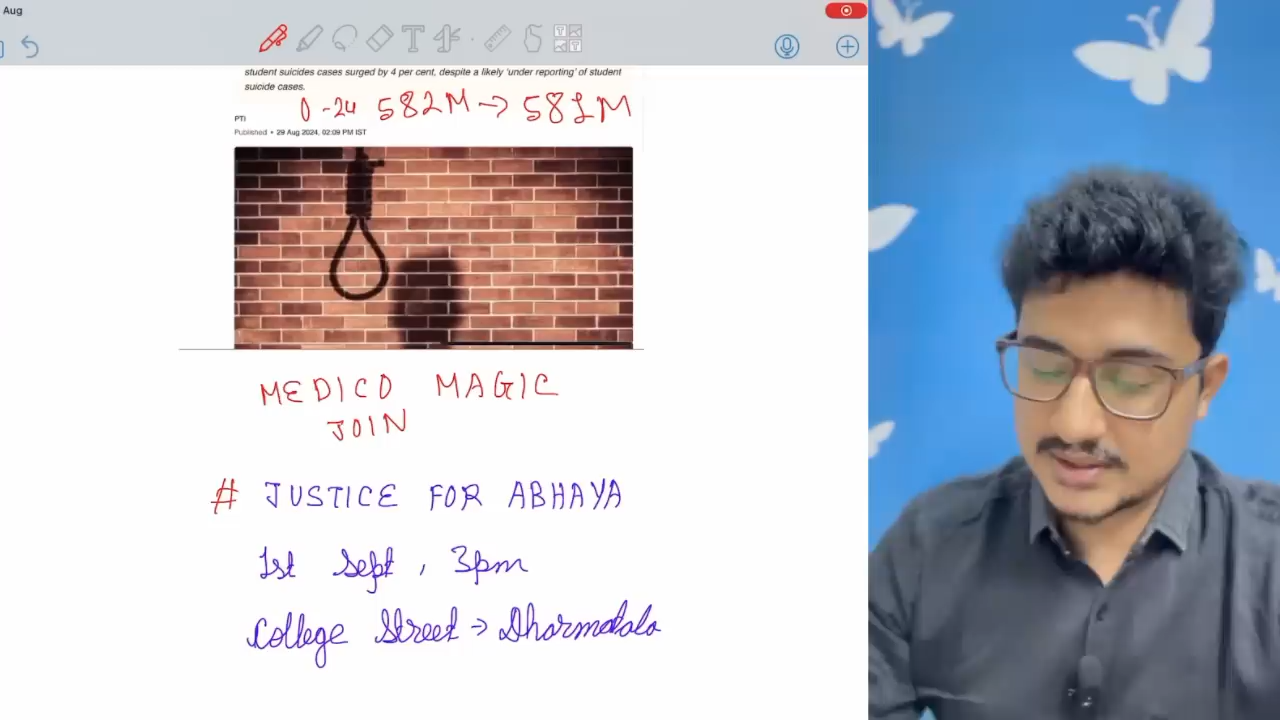 Aug
student suicides cases surged by 4 per cent, despite a likely 'under reporting' of student
suicide cases.
0-24 582M → 581M
PTI
Published • 29 Aug 2024, 02:09 PM IST
MEDICO MAGIC
JOIN
# JUSTICE FOR ABHAYA
1st Sept, 3pm
College Street → Dharmatala